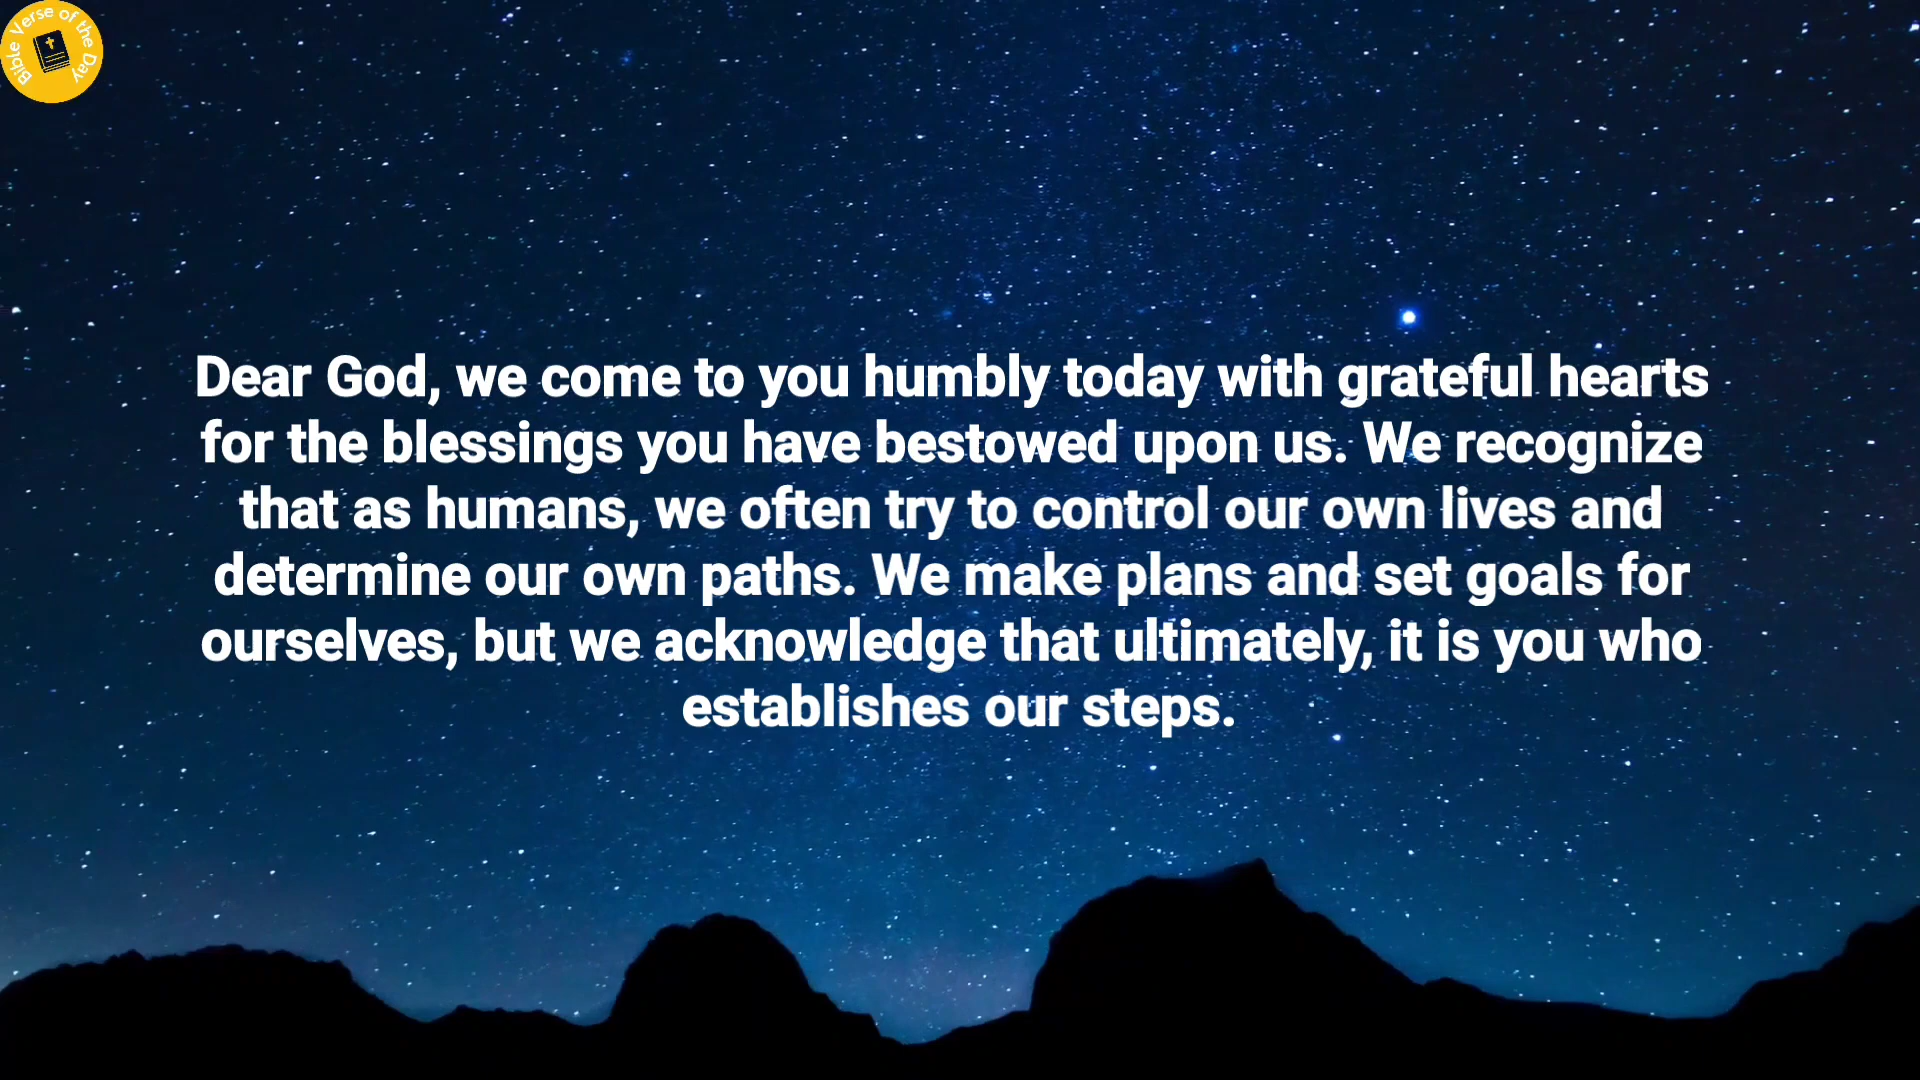 Bible Verse of the Day
Dear God, we come to you humbly today with grateful hearts
for the blessings you have bestowed upon us. We recognize
that as humans, we often try to control our own lives and
determine our own paths. We make plans and set goals for
ourselves, but we acknowledge that ultimately, it is you who
establishes our steps.